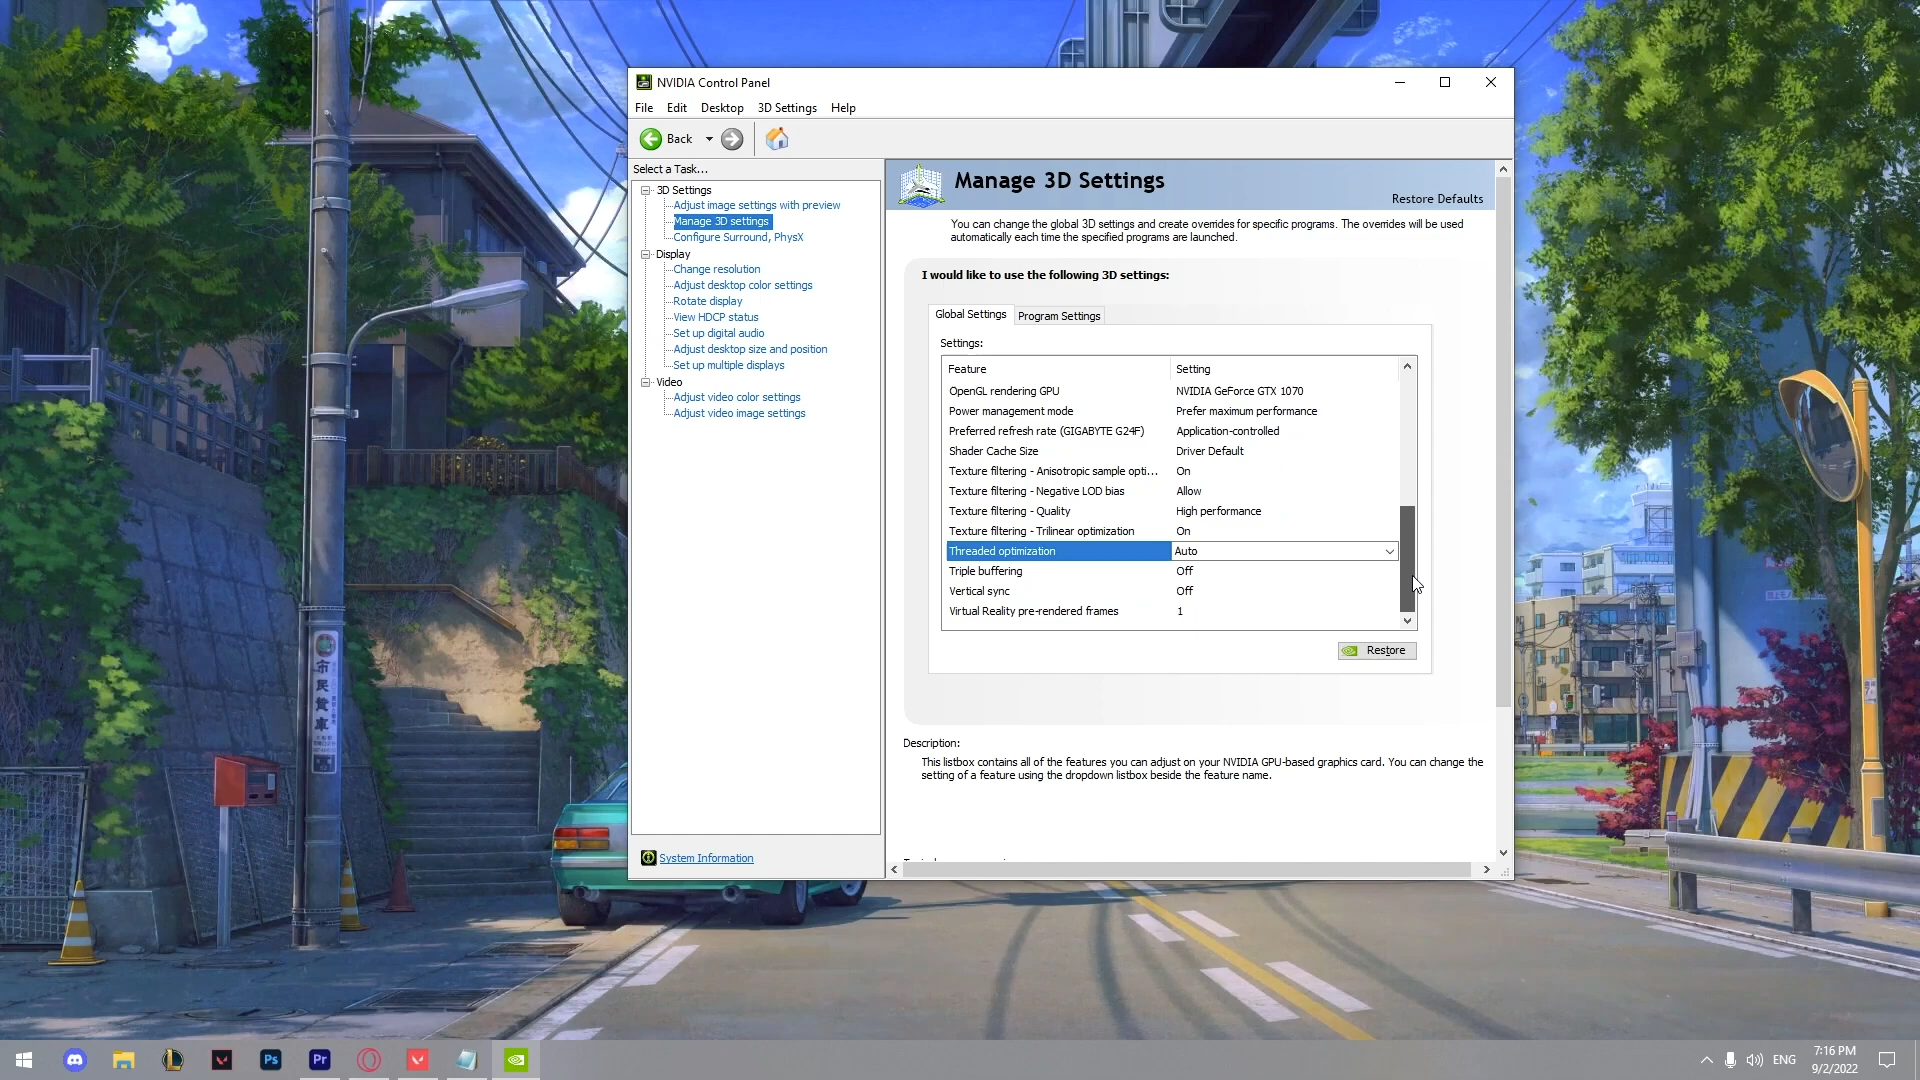 NVIDIA Control Panel
File Edit Desktop 3D Settings Help
Back
Select a Task...
3D Settings
Adjust image settings with preview
Manage 3D settings
Configure Surround, PhysX
Display
Change resolution
Adjust desktop color settings
Rotate display
View HDCP status
Set up digital audio
Adjust desktop size and position
Set up multiple displays
Video
Adjust video color settings
Adjust video image settings
System Information
Manage 3D Settings
Restore Defaults
You can change the global 3D settings and create overrides for specific programs. The overrides will be used
automatically each time the specified programs are launched.
I would like to use the following 3D settings:
Global Settings Program Settings
Settings:
Feature Setting
OpenGL rendering GPU NVIDIA GeForce GTX 1070
Power management mode Prefer maximum performance
Preferred refresh rate (GIGABYTE G24F) Application-controlled
Shader Cache Size Driver Default
Texture filtering - Anisotropic sample opti... On
Texture filtering - Negative LOD bias Allow
Texture filtering - Quality High performance
Texture filtering - Trilinear optimization On
Threaded optimization Auto
Triple buffering Off
Vertical sync Off
Virtual Reality pre-rendered frames 1
Restore
Description:
This listbox contains all of the features you can adjust on your NVIDIA GPU-based graphics card. You can change the
setting of a feature using the dropdown listbox beside the feature name.
市
民
Ps
Pr
ENG
7:16 PM
9/2/2022